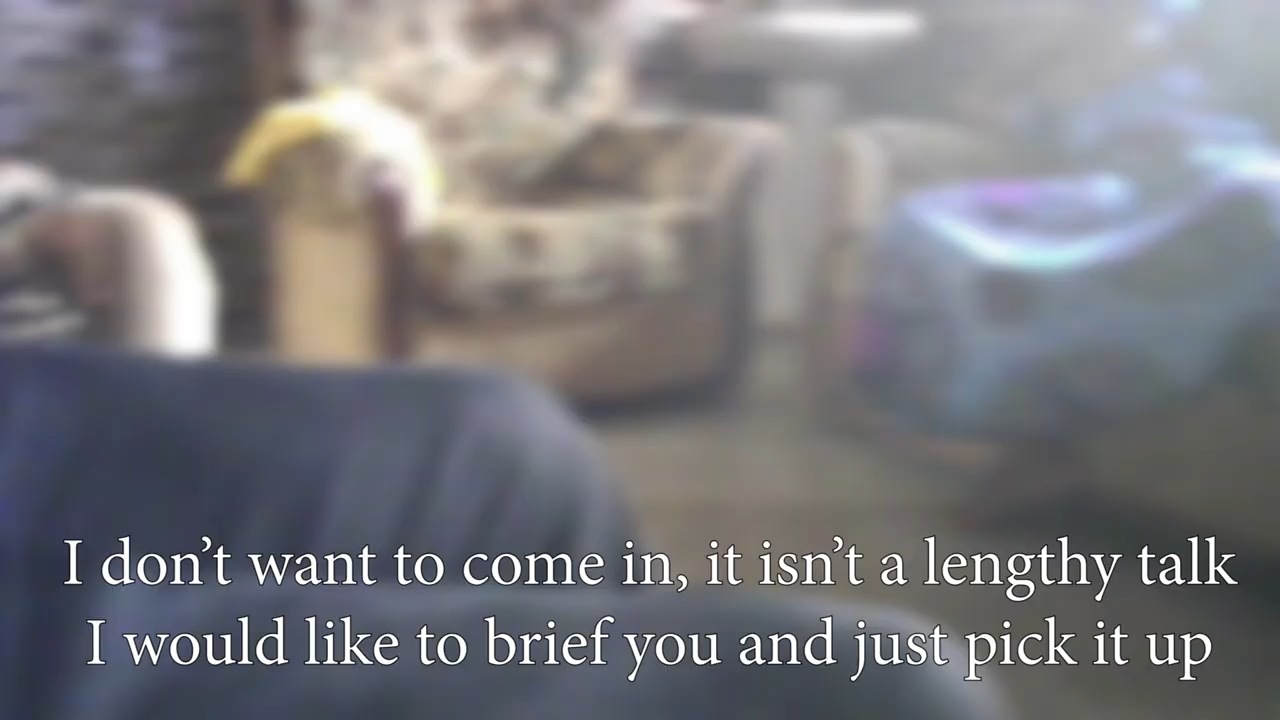 I don’t want to come in, it isn’t a lengthy talk
I would like to brief you and just pick it up